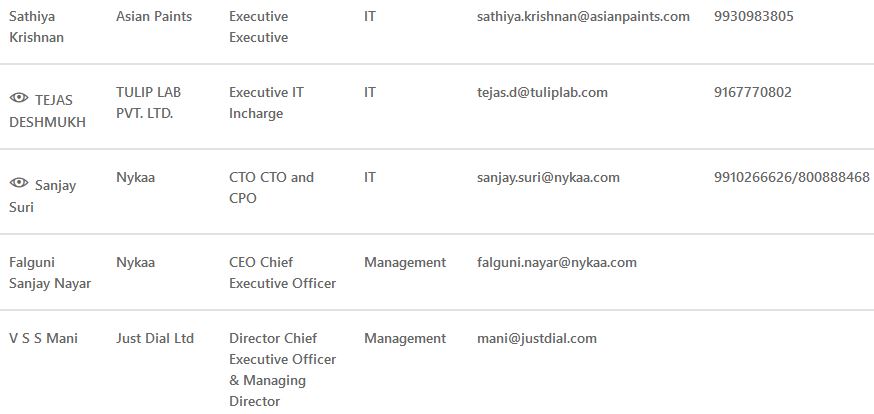 Sathiya Asian Paints Executive IT sathiya.krishnan@asianpaints.com 9930983805
Krishnan Executive
TEJAS TULIP LAB Executive IT IT tejas.d@tuliplab.com 9167770802
DESHMUKH PVT. LTD. Incharge
Sanjay Nykaa CTO CTO and IT sanjay.suri@nykaa.com 9910266626/800888468
Suri CPO
Falguni Nykaa CEO Chief Management falguni.nayar@nykaa.com
Sanjay Nayar Executive Officer
V S S Mani Just Dial Ltd Director Chief Management mani@justdial.com
Executive Officer
& Managing
Director